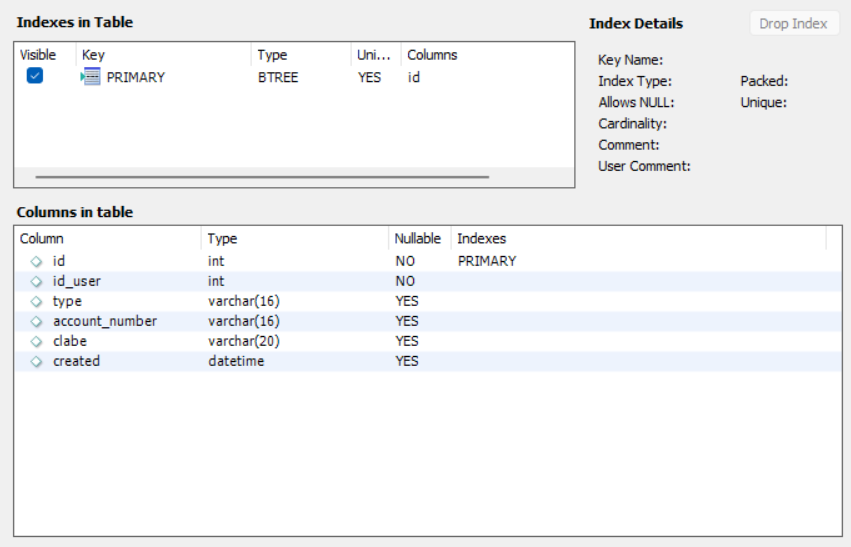 Indexes in Table
Visible Key Type Uni... Columns
PRIMARY BTREE YES id
Index Details Drop Index
Key Name:
Index Type: Packed:
Allows NULL: Unique:
Cardinality:
Comment:
User Comment:
Columns in table
Column Type Nullable Indexes
id int NO PRIMARY
id_user int NO
type varchar(16) YES
account_number varchar(16) YES
clabe varchar(20) YES
created datetime YES